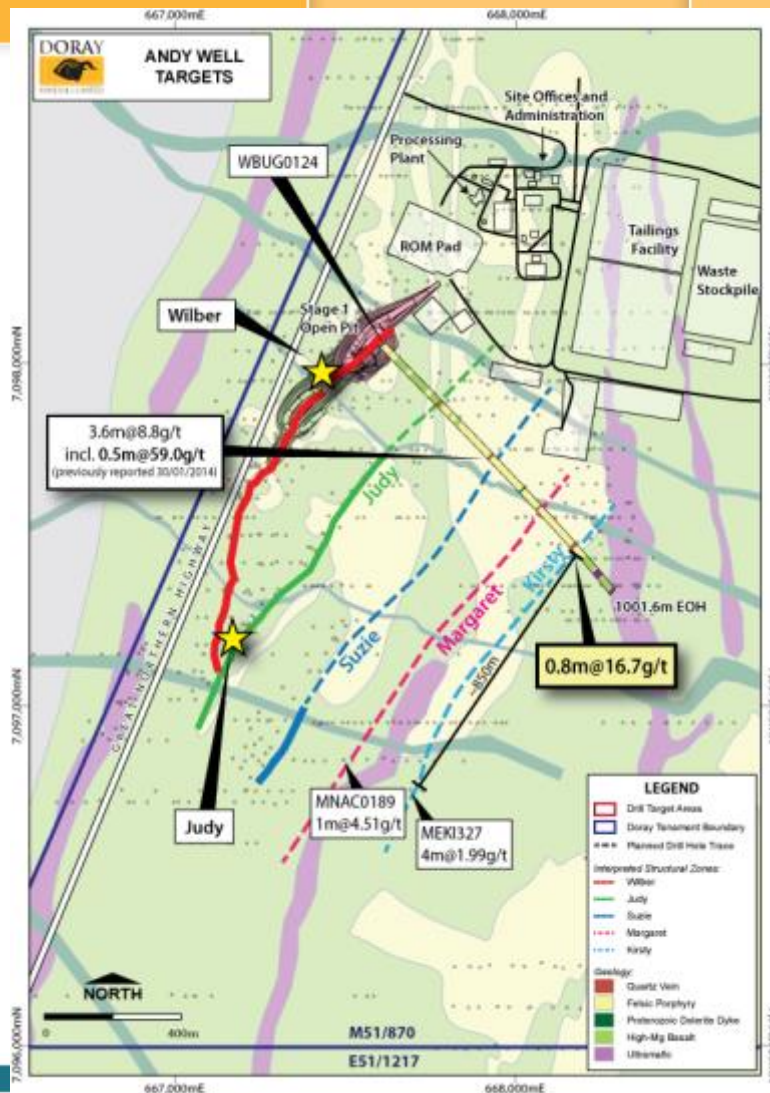 667,000mE
668,000mE
DORAY
ANDY WELL
TARGETS
Site Offices and
Administration
Processing
Plant
WBUG0124
ROM Pad
Tailings
Facility
Waste
Stockpile
Stage 1
Open Pit
Wilber
7,098,000mN
3.6m@8.8g/t
incl. 0.5m@59.0g/t
(previously reported 30/01/2014)
Judy
GREAT NORTHERN HIGHWAY
Kirsty
1001.6m EOH
Margaret
Suzie
0.8m@16.7g/t
~850m
7,097,000mN
Judy
MNAC0189
1m@4.51g/t
MEKI327
4m@1.99g/t
LEGEND
Drill Target Areas
Doray Tenament Boundary
Planned Drill Hole Trace
Interpreted Structural Zones:
Wilber
Judy
Suzie
Margaret
Kirsty
Geology:
Quartz Vein
Felsic Porphyry
Proterozoic Dolerite Dyke
High-Mg Basalt
Ultramafic
NORTH
0
400m
M51/870
E51/1217
7,096,000mN
667,000mE
668,000mE